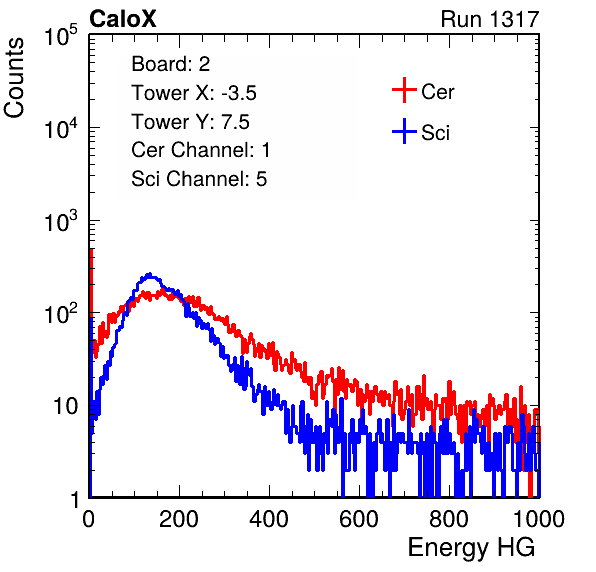 CaloX Run 1317
Counts
10^5
10^4
10^3
10^2
10
1
Board: 2
Tower X: -3.5
Tower Y: 7.5
Cer Channel: 1
Sci Channel: 5
Cer
Sci
0 200 400 600 800 1000
Energy HG